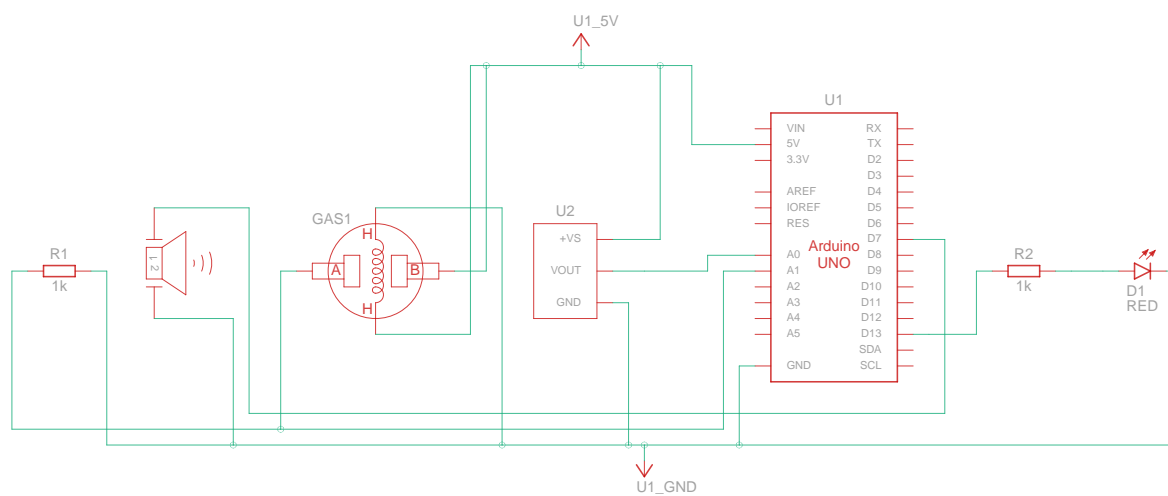 U1_5V
U1
VIN
RX
5V
TX
3.3V
D2
D3
AREF
D4
IOREF
D5
RES
D6
D7
A0
Arduino
UNO
D8
A1
D9
A2
D10
A3
D11
A4
D12
A5
D13
SDA
GND
SCL
GAS1
H
A
B
H
U2
+VS
VOUT
GND
R1
1k
1
2
R2
1k
D1
RED
U1_GND